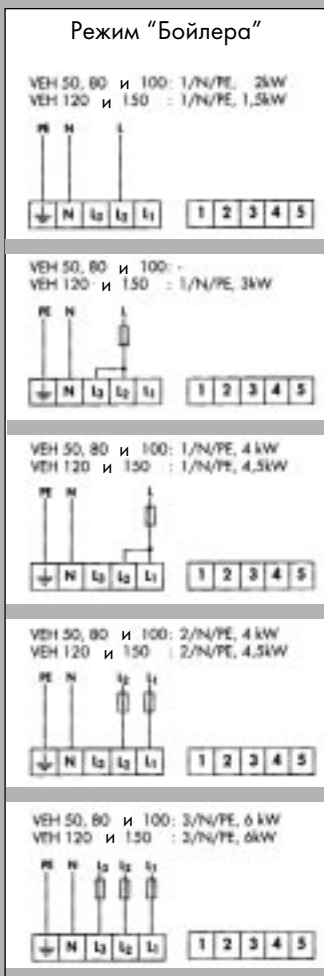 Режим “Бойлера”
VEH 50, 80 и 100: 1/N/PE, 2kW
VEH 120 и 150 : 1/N/PE, 1,5kW
PE N L
N L3 L2 L1 1 2 3 4 5
VEH 50, 80 и 100: -
VEH 120 и 150 : 1/N/PE, 3kW
PE N L
N L3 L2 L1 1 2 3 4 5
VEH 50, 80 и 100: 1/N/PE, 4 kW
VEH 120 и 150 : 1/N/PE, 4,5kW
PE N L
N L3 L2 L1 1 2 3 4 5
VEH 50, 80 и 100: 2/N/PE, 4 kW
VEH 120 и 150 : 2/N/PE, 4,5kW
PE N L2 L1
N L3 L2 L1 1 2 3 4 5
VEH 50, 80 и 100: 3/N/PE, 6 kW
VEH 120 и 150 : 3/N/PE, 6kW
PE N L3 L2 L1
N L3 L2 L1 1 2 3 4 5